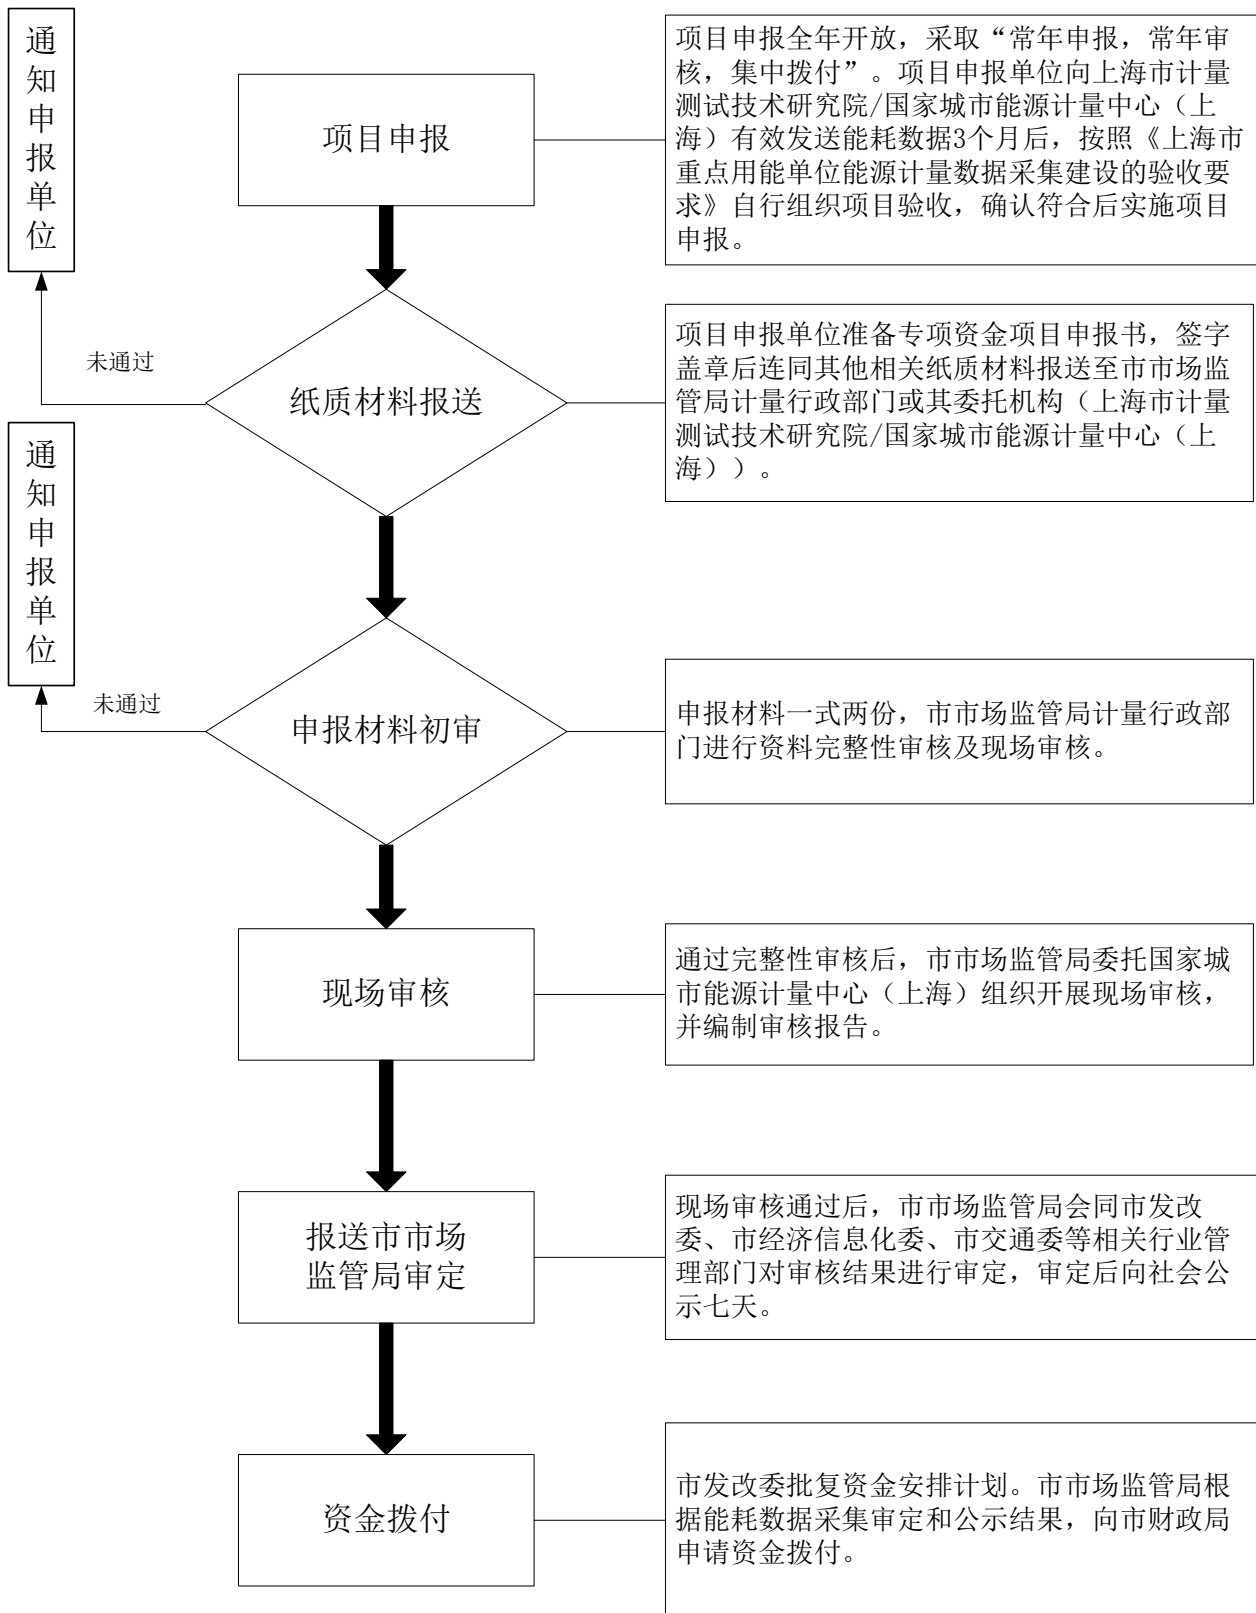 通知申报单位
项目申报
项目申报全年开放，采取“常年申报，常年审
核，集中拨付”。项目申报单位向上海市计量
测试技术研究院/国家城市能源计量中心（上
海）有效发送能耗数据3个月后，按照《上海市
重点用能单位能源计量数据采集建设的验收要
求》自行组织项目验收，确认符合后实施项目
申报。
未通过
纸质材料报送
项目申报单位准备专项资金项目申报书，签字
盖章后连同其他相关纸质材料报送至市市场监
管局计量行政部门或其委托机构（上海市计量
测试技术研究院/国家城市能源计量中心（上
海））。
通知申报单位
未通过
申报材料初审
申报材料一式两份，市市场监管局计量行政部
门进行资料完整性审核及现场审核。
现场审核
通过完整性审核后，市市场监管局委托国家城
市能源计量中心（上海）组织开展现场审核，
并编制审核报告。
报送市市场
监管局审定
现场审核通过后，市市场监管局会同市发改
委、市经济信息化委、市交通委等相关行业管
理部门对审核结果进行审定，审定后向社会公
示七天。
资金拨付
市发改委批复资金安排计划。市市场监管局根
据能耗数据采集审定和公示结果，向市财政局
申请资金拨付。